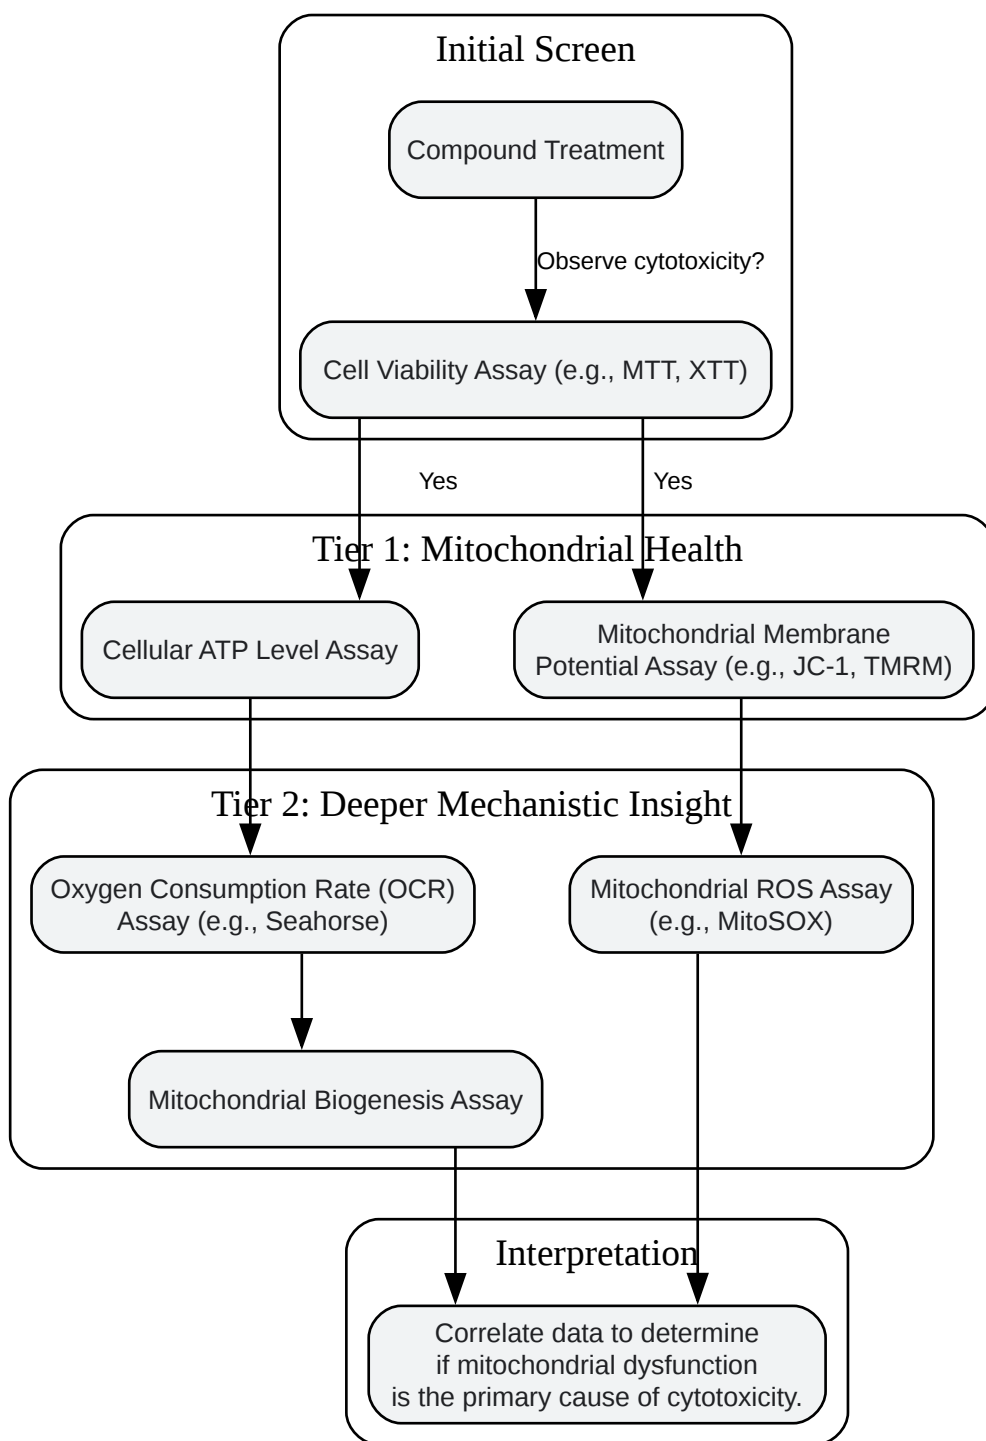 Initial Screen
Compound Treatment
Observe cytotoxicity?
Cell Viability Assay (e.g., MTT, XTT)
Yes
Yes
Tier 1: Mitochondrial Health
Cellular ATP Level Assay
Mitochondrial Membrane
Potential Assay (e.g., JC-1, TMRM)
Tier 2: Deeper Mechanistic Insight
Oxygen Consumption Rate (OCR)
Assay (e.g., Seahorse)
Mitochondrial ROS Assay
(e.g., MitoSOX)
Mitochondrial Biogenesis Assay
Interpretation
Correlate data to determine
if mitochondrial dysfunction
is the primary cause of cytotoxicity.